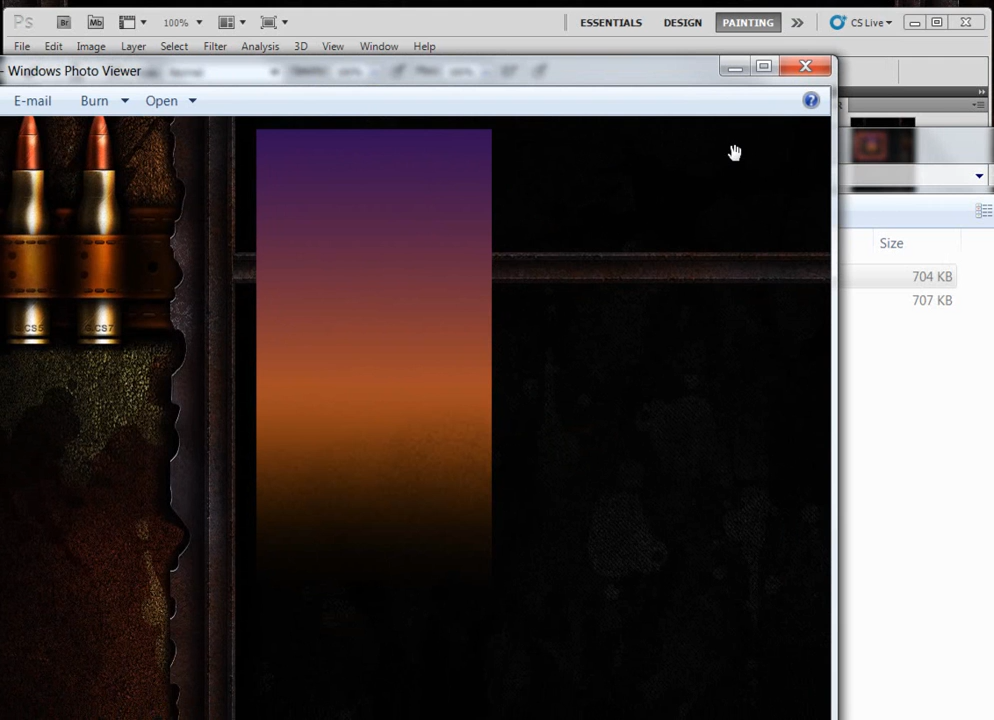 Ps Br Mb 100% ESSENTIALS DESIGN PAINTING CS Live
File Edit Image Layer Select Filter Analysis 3D View Window Help
- Windows Photo Viewer
E-mail Burn Open
Size
704 KB
707 KB